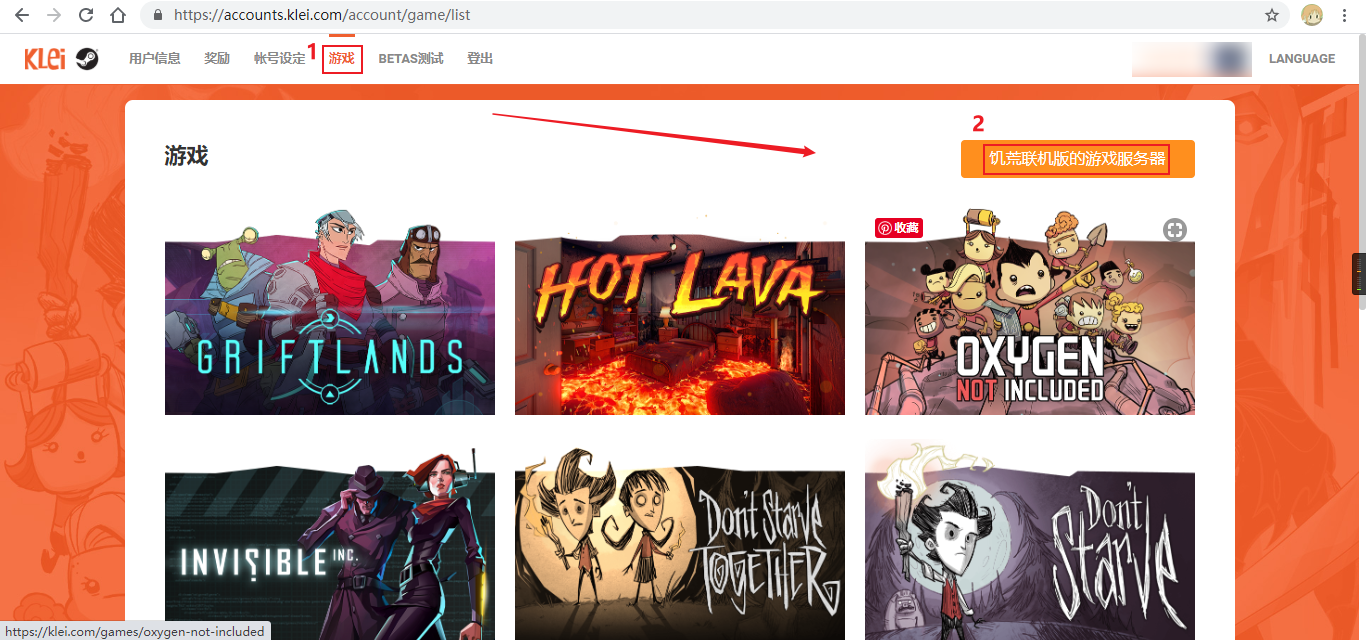 https://accounts.klei.com/account/game/list
Klei
用户信息 奖励 帐号设定 1 游戏 BETAS测试 登出 LANGUAGE
2
游戏 饥荒联机版的游戏服务器
收藏
GRIFTLANDS
HOT LAVA
OXYGEN
NOT INCLUDED
INVISIBLE INC.
Don't Starve
TOGETHER
Don't
Starve
https://klei.com/games/oxygen-not-included